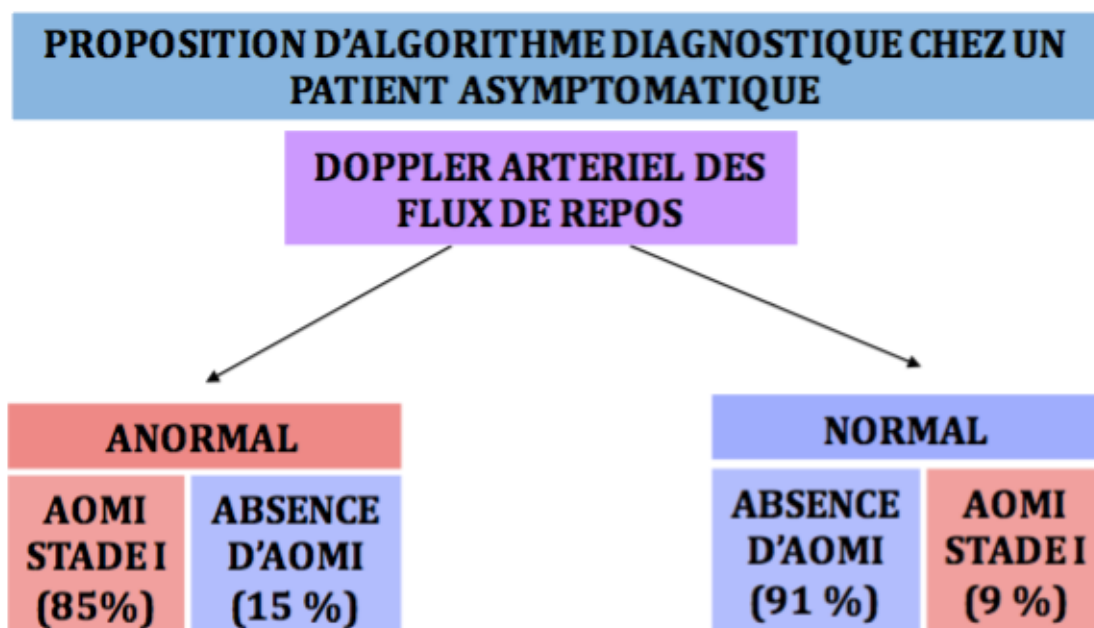 PROPOSITION D'ALGORITHME DIAGNOSTIQUE CHEZ UN
PATIENT ASYMPTOMATIQUE
DOPPLER ARTERIEL DES
FLUX DE REPOS
ANORMAL
AOMI
STADE I
(85%)
ABSENCE
D'AOMI
(15 %)
NORMAL
ABSENCE
D'AOMI
(91 %)
AOMI
STADE I
(9 %)